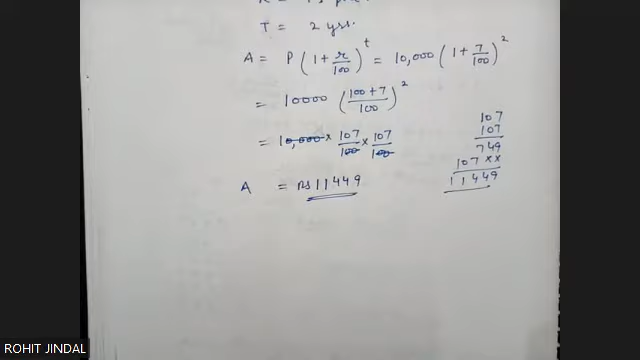 T = 2 yrs.
A = P (1 + r/100)^t = 10,000 (1 + 7/100)^2
= 10000 ((100 + 7)/100)^2
= 10,000 × 107/100 × 107/100
A = Rs 11449
107
107
749
107 x x
11449
ROHIT JINDAL